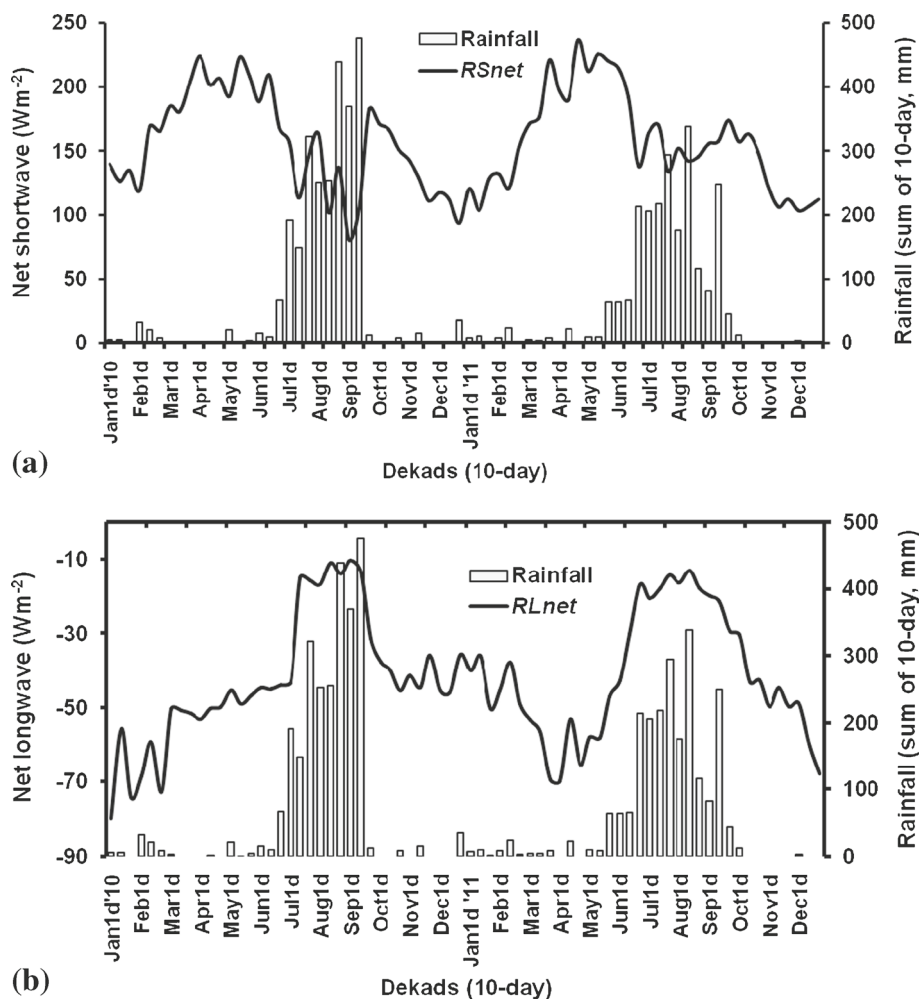 (a)
250
200
150
100
50
0
Net shortwave (Wm-2)
Rainfall
RSnet
500
400
300
200
100
0
Rainfall (sum of 10-day, mm)
Jan1d'10
Feb1d
Mar1d
Apr1d
May1d
Jun1d
Jul1d
Aug1d
Sep1d
Oct1d
Nov1d
Dec1d
Jan1d '11
Feb1d
Mar1d
Apr1d
May1d
Jun1d
Jul1d
Aug1d
Sep1d
Oct1d
Nov1d
Dec1d
Dekads (10-day)
(b)
-10
-30
-50
-70
-90
Net longwave (Wm-2)
Rainfall
RLnet
500
400
300
200
100
0
Rainfall (sum of 10-day, mm)
Jan1d'10
Feb1d
Mar1d
Apr1d
May1d
Jun1d
Jul1d
Aug1d
Sep1d
Oct1d
Nov1d
Dec1d
Jan1d '11
Feb1d
Mar1d
Apr1d
May1d
Jun1d
Jul1d
Aug1d
Sep1d
Oct1d
Nov1d
Dec1d
Dekads (10-day)